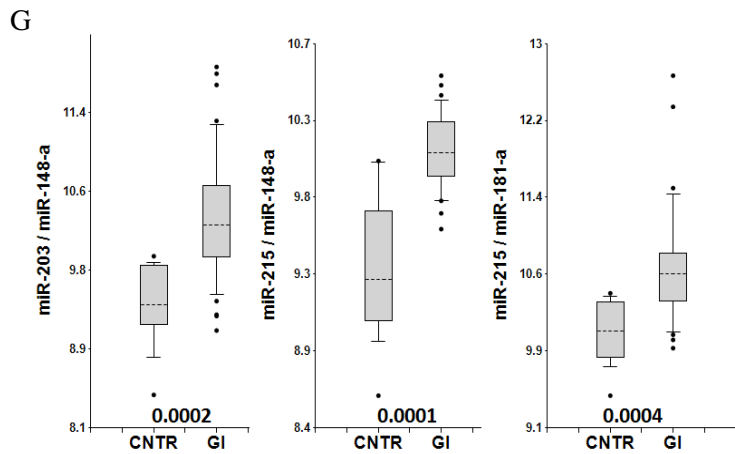 G
miR-203 / miR-148-a
11.4
10.6
9.8
8.9
8.1
0.0002
CNTR GI
miR-215 / miR-148-a
10.7
10.3
9.8
9.3
8.9
8.4
0.0001
CNTR GI
miR-215 / miR-181-a
13
12.2
11.4
10.6
9.9
9.1
0.0004
CNTR GI